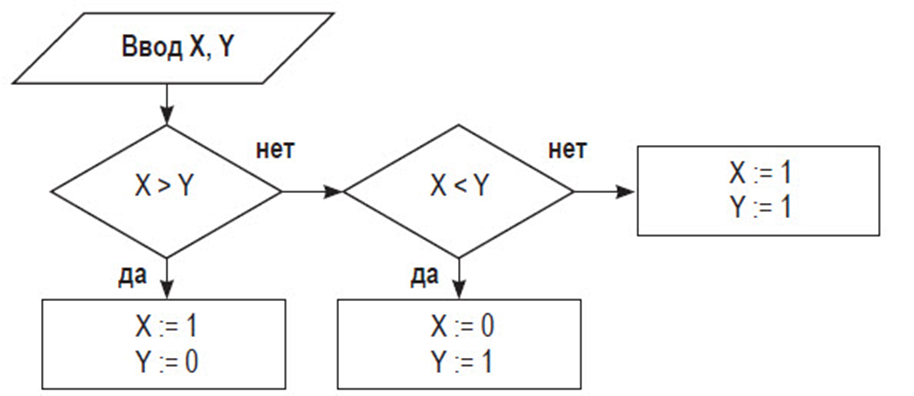 Ввод X, Y
X > Y
нет
X < Y
нет
X := 1
Y := 1
да
X := 1
Y := 0
да
X := 0
Y := 1